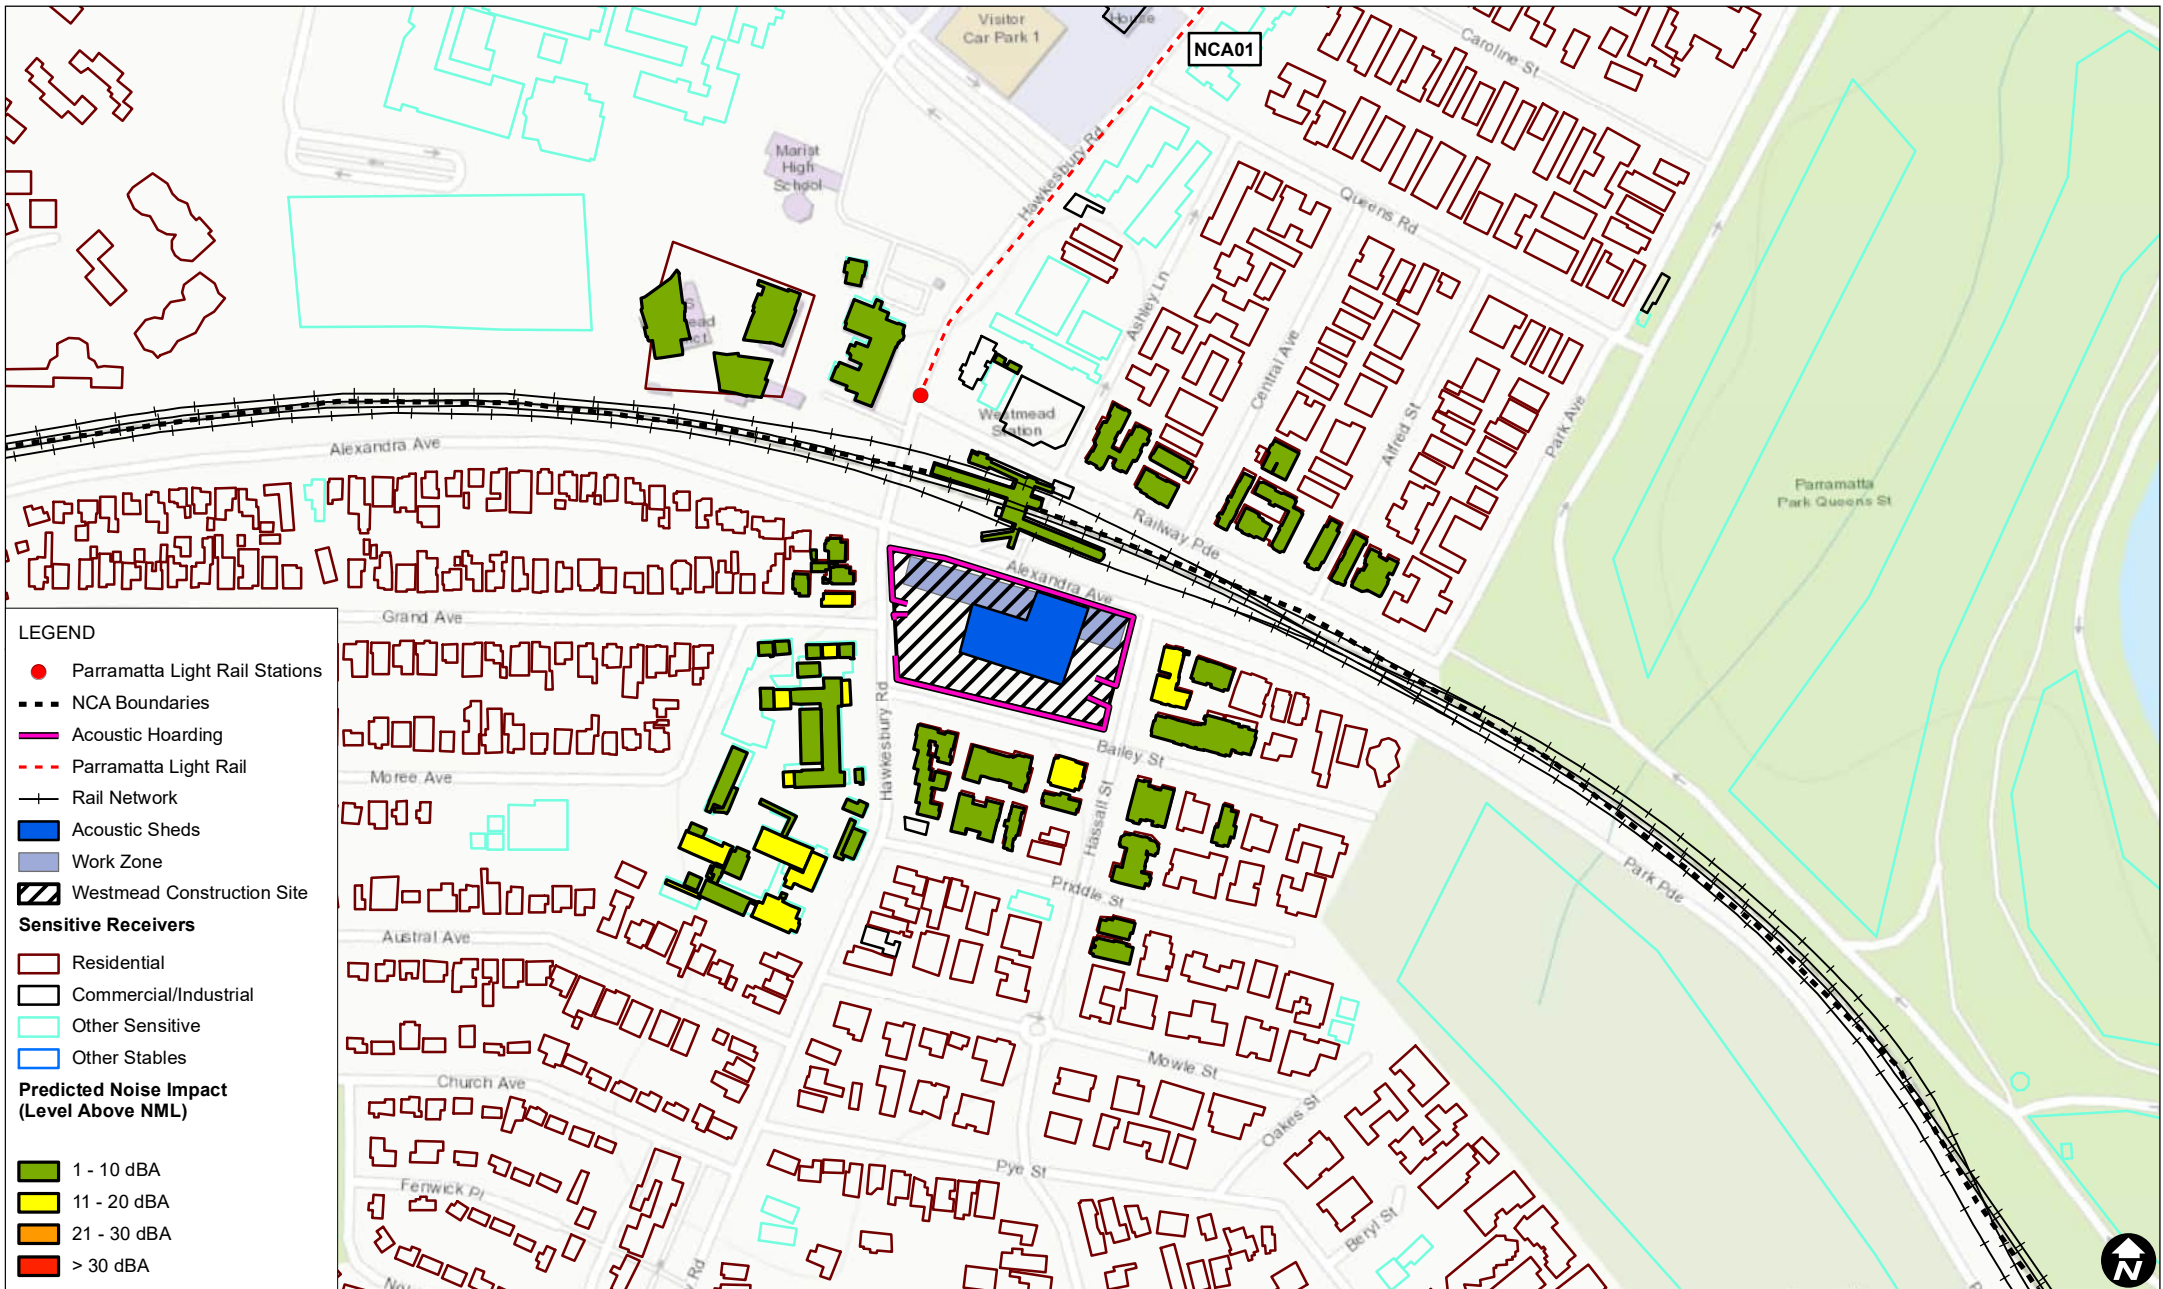 Visitor
Car Park 1
House
NCA01
Caroline St
Marist
High
School
Hawkesbury Rd
Queens Rd
Ashley Ln
Central Ave
Alfred St
Park Ave
Westmead
Station
Parramatta
Park Queens St
Alexandra Ave
Railway Pde
Alexandra Ave
Grand Ave
Hawkesbury Rd
Bailey St
Moree Ave
Hassall St
Priddle St
Park Pde
Austral Ave
Mowle St
Church Ave
Oakes St
Pye St
Fenwick Pl
Beryl St
Rd
LEGEND
Parramatta Light Rail Stations
NCA Boundaries
Acoustic Hoarding
Parramatta Light Rail
Rail Network
Acoustic Sheds
Work Zone
Westmead Construction Site
Sensitive Receivers
Residential
Commercial/Industrial
Other Sensitive
Other Stables
Predicted Noise Impact
(Level Above NML)
1 - 10 dBA
11 - 20 dBA
21 - 30 dBA
> 30 dBA
N